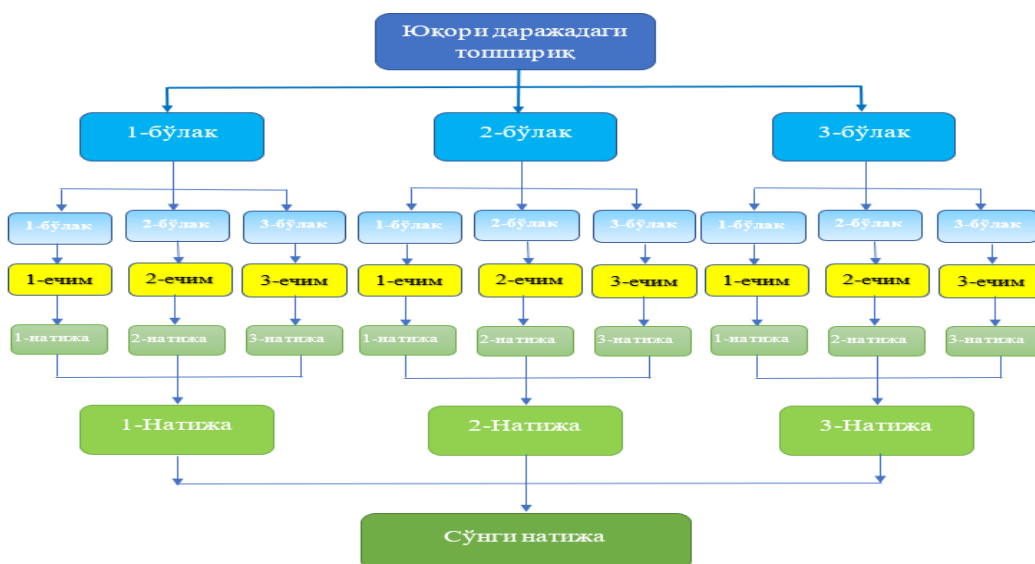 Юқори даражадаги
топшириқ
1-бўлак
2-бўлак
3-бўлак
1-бўлак
2-бўлак
3-бўлак
1-бўлак
2-бўлак
3-бўлак
1-бўлак
2-бўлак
3-бўлак
1-ечим
2-ечим
3-ечим
1-ечим
2-ечим
3-ечим
1-ечим
2-ечим
3-ечим
1-натижа
2-натижа
3-натижа
1-натижа
2-натижа
3-натижа
1-натижа
2-натижа
3-натижа
1-Натижа
2-Натижа
3-Натижа
Сўнги натижа